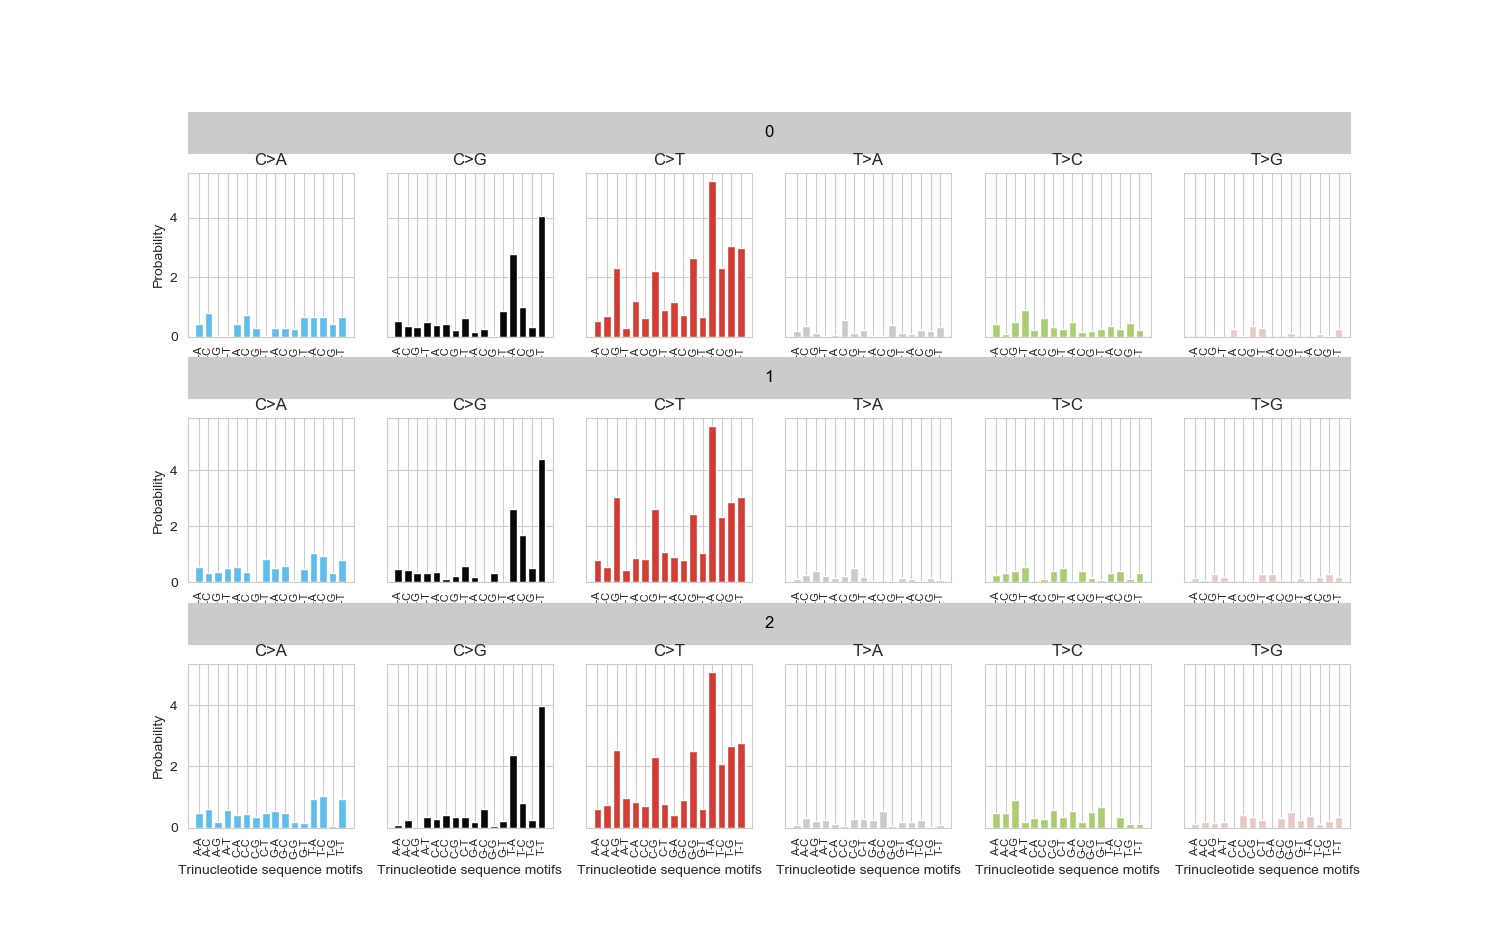 0
C>A C>G C>T T>A T>C T>G
4
2
0
Probability
1
C>A C>G C>T T>A T>C T>G
4
2
0
Probability
2
C>A C>G C>T T>A T>C T>G
4
2
0
Probability
A-A A-C A-G A-T C-A C-C C-G C-T G-A G-C G-G G-T T-A T-C T-G T-T
A-A A-C A-G A-T C-A C-C C-G C-T G-A G-C G-G G-T T-A T-C T-G T-T
A-A A-C A-G A-T C-A C-C C-G C-T G-A G-C G-G G-T T-A T-C T-G T-T
A-A A-C A-G A-T C-A C-C C-G C-T G-A G-C G-G G-T T-A T-C T-G T-T
A-A A-C A-G A-T C-A C-C C-G C-T G-A G-C G-G G-T T-A T-C T-G T-T
A-A A-C A-G A-T C-A C-C C-G C-T G-A G-C G-G G-T T-A T-C T-G T-T
Trinucleotide sequence motifs Trinucleotide sequence motifs Trinucleotide sequence motifs Trinucleotide sequence motifs Trinucleotide sequence motifs Trinucleotide sequence motifs